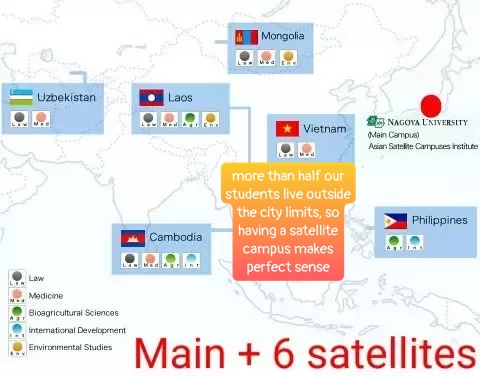 Mongolia
Law Med Env
Uzbekistan
Law Med
Laos
Law Med Agr Env
Vietnam
Law Med
NAGOYA UNIVERSITY
(Main Campus)
Asian Satellite Campuses Institute
more than half our
students live outside
the city limits, so
having a satellite
campus makes
perfect sense
Philippines
Agr Int
Cambodia
Law Med Agr Int
Law Law
Med Medicine
Agr Bioagricultural Sciences
Int International Development
Env Environmental Studies
Main + 6 satellites